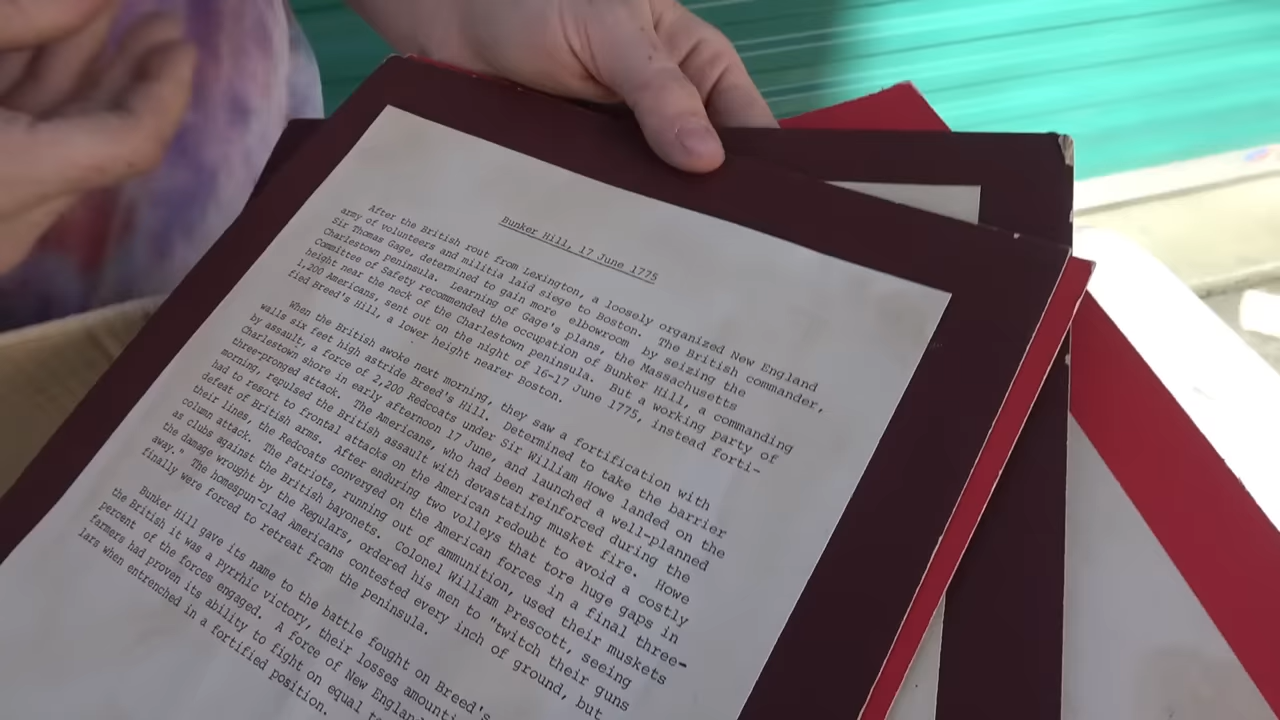 Bunker Hill, 17 June 1775
After the British rout from Lexington, a loosely organized New England
army of volunteers and militia laid siege to Boston. The British commander,
Sir Thomas Gage, determined to gain more elbowroom by seizing the
Charlestown peninsula. Learning of Gage's plans, the Massachusetts
Committee of Safety recommended the occupation of Bunker Hill, a commanding
height near the neck of the Charlestown peninsula. But a working party of
1,200 Americans, sent out on the night of 16-17 June 1775, instead forti-
fied Breed's Hill, a lower height nearer Boston.
When the British awoke next morning, they saw a fortification with
walls six feet high astride Breed's Hill. Determined to take the barrier
by assault, a force of 2,200 Redcoats under Sir William Howe landed on the
Charlestown shore in early afternoon 17 June, and launched a well-planned
three-pronged attack. The Americans, who had been reinforced during the
morning, repulsed the British assault with devastating musket fire. Howe
had to resort to frontal attacks on the American redoubt to avoid a costly
defeat of British arms. After enduring two volleys that tore huge gaps in
their lines, the Redcoats converged on the American forces in a final three-
column attack. The Patriots, running out of ammunition, used their muskets
as clubs against the British bayonets. Colonel William Prescott, seeing
the damage wrought by the Regulars, ordered his men to "twitch their guns
away." The homespun-clad Americans contested every inch of ground, but
finally were forced to retreat from the peninsula.
Bunker Hill gave its name to the battle fought on Breed's
the British it was a Pyrrhic victory, their losses amounti
percent of the forces engaged. A force of New England
farmers had proven its ability to fight on equal
lars when entrenched in a fortified position.